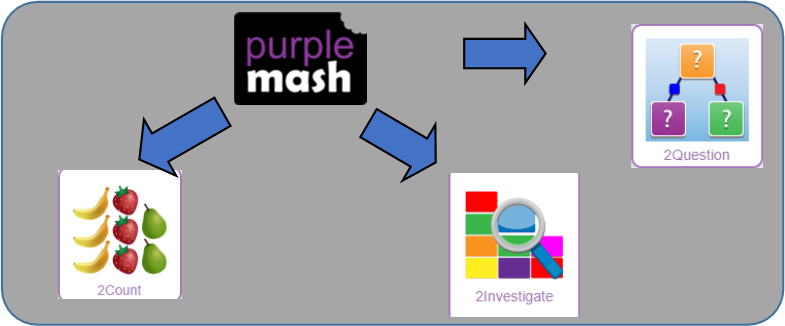 purple
mash
?
? ?
2Question
2Count
2Investigate